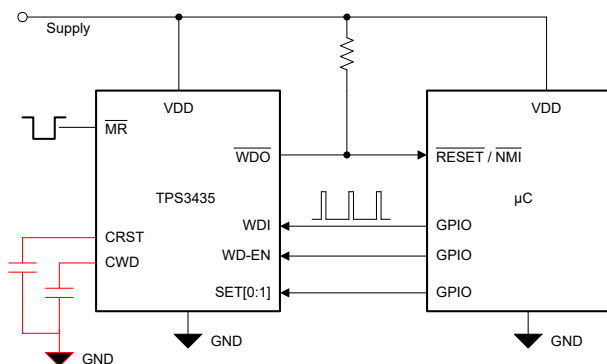 Supply
VDD
VDD
MR
WDO
RESET / NMI
TPS3435
µC
WDI
GPIO
CRST
WD-EN
GPIO
CWD
SET[0:1]
GPIO
GND
GND
GND